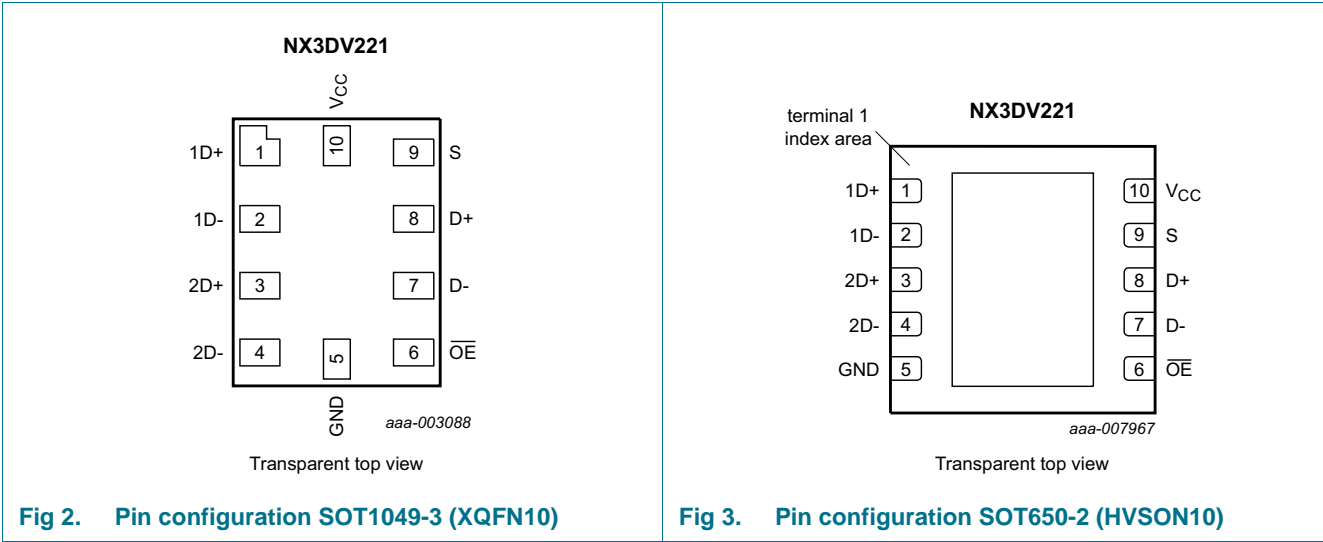 NX3DV221
VCC
1D+ 1 10 9 S
1D- 2 8 D+
2D+ 3 7 D-
2D- 4 5 6 OE
GND
aaa-003088
Transparent top view
Fig 2. Pin configuration SOT1049-3 (XQFN10)
NX3DV221
terminal 1
index area
1D+ 1 10 VCC
1D- 2 9 S
2D+ 3 8 D+
2D- 4 7 D-
GND 5 6 OE
aaa-007967
Transparent top view
Fig 3. Pin configuration SOT650-2 (HVSON10)